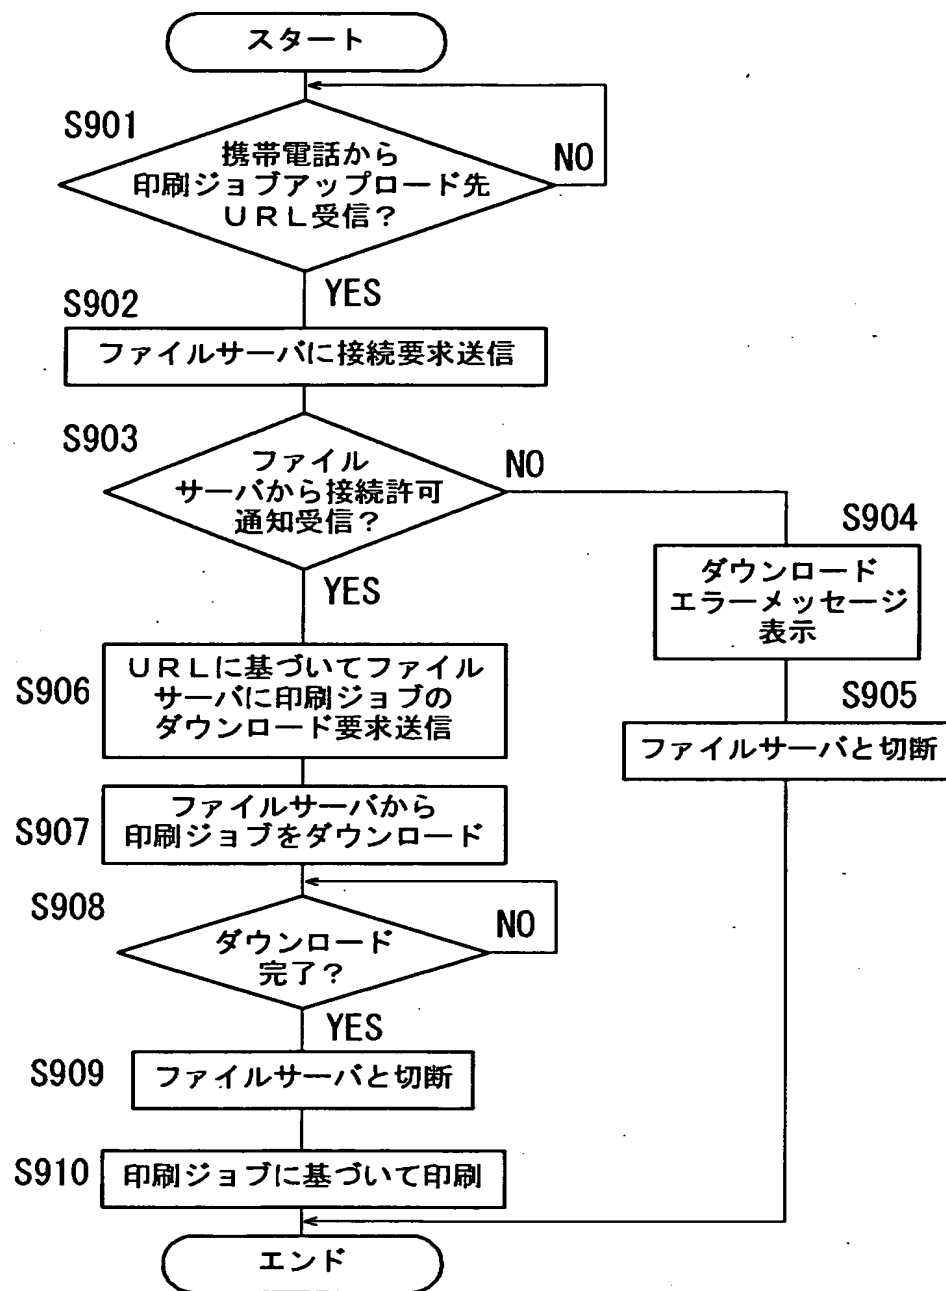 スタート
S901
携帯電話から
印刷ジョブアップロード先
URL受信？
NO
YES
S902
ファイルサーバに接続要求送信
S903
ファイル
サーバから接続許可
通知受信？
NO
YES
S904
ダウンロード
エラーメッセージ
表示
S905
ファイルサーバと切断
S906
URLに基づいてファイル
サーバに印刷ジョブの
ダウンロード要求送信
S907
ファイルサーバから
印刷ジョブをダウンロード
S908
ダウンロード
完了？
NO
YES
S909
ファイルサーバと切断
S910
印刷ジョブに基づいて印刷
エンド